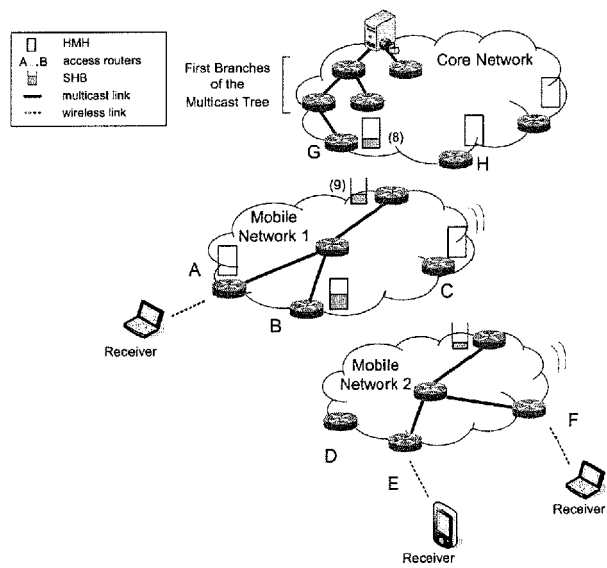 HMH
A...B access routers
SHB
multicast link
wireless link
First Branches
of the
Multicast Tree
Core Network
G
(8)
H
(9)
Mobile
Network 1
A
B
C
Receiver
Mobile
Network 2
D
E
F
Receiver
Receiver